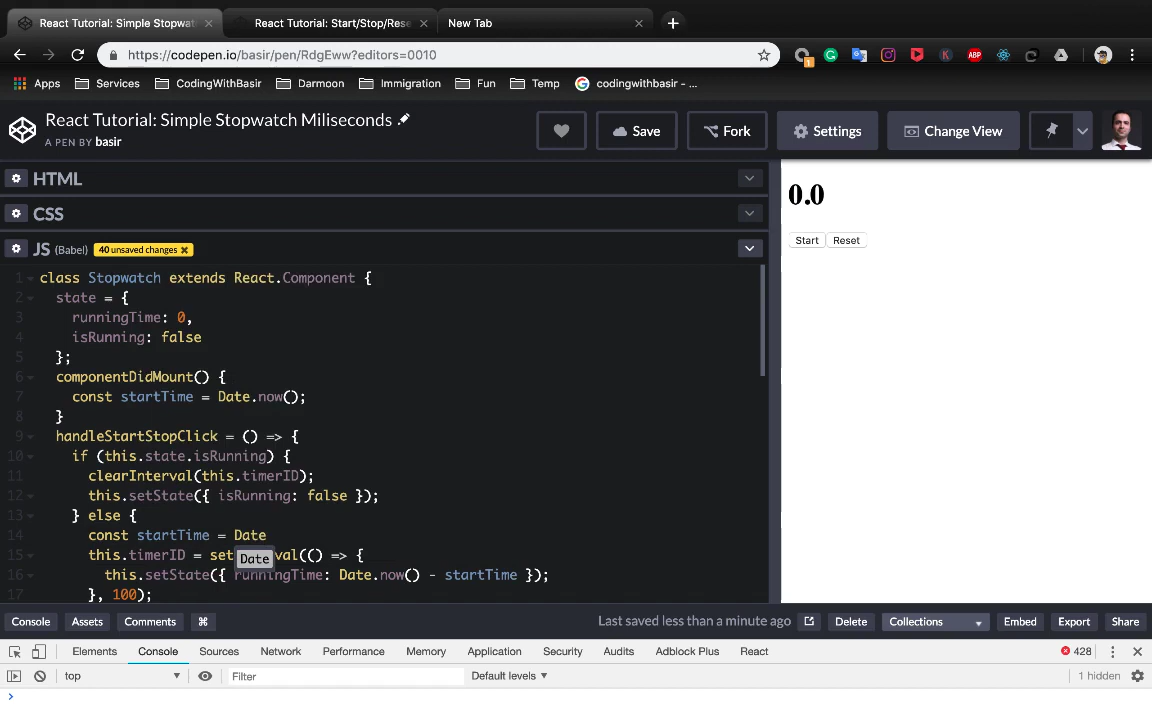 React Tutorial: Simple Stopwat
React Tutorial: Start/Stop/Rese
New Tab
https://codepen.io/basir/pen/RdgEww?editors=0010
Apps Services CodingWithBasir Darmoon Immigration Fun Temp codingwithbasir - ...
React Tutorial: Simple Stopwatch Miliseconds
A PEN BY basir
Save Fork Settings Change View
HTML
CSS
JS (Babel) 40 unsaved changes ×
1 class Stopwatch extends React.Component {
2 state = {
3 runningTime: 0,
4 isRunning: false
5 };
6 componentDidMount() {
7 const startTime = Date.now();
8 }
9 handleStartStopClick = () => {
10 if (this.state.isRunning) {
11 clearInterval(this.timerID);
12 this.setState({ isRunning: false });
13 } else {
14 const startTime = Date
15 this.timerID = set Date val(() => {
16 this.setState({ runningTime: Date.now() - startTime });
17 }, 100);
0.0
Start Reset
Console Assets Comments ⌘ Last saved less than a minute ago Delete Collections Embed Export Share
Elements Console Sources Network Performance Memory Application Security Audits Adblock Plus React 428
top Filter Default levels ▼ 1 hidden
>